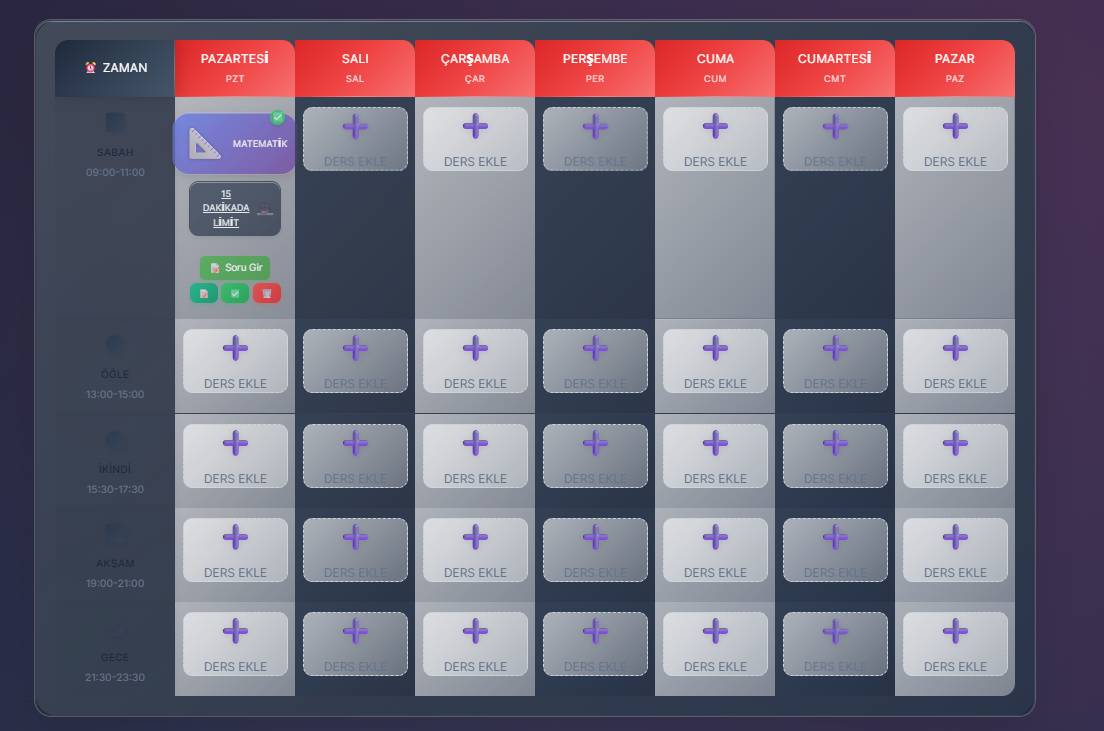 ZAMAN
PAZARTESİ
PZT
SALI
SAL
ÇARŞAMBA
ÇAR
PERŞEMBE
PER
CUMA
CUM
CUMARTESİ
CMT
PAZAR
PAZ
SABAH
09:00-11:00
MATEMATİK
15
DAKİKADA
LİMİT
Soru Gir
DERS EKLE
DERS EKLE
DERS EKLE
DERS EKLE
DERS EKLE
DERS EKLE
ÖĞLE
13:00-15:00
DERS EKLE
DERS EKLE
DERS EKLE
DERS EKLE
DERS EKLE
DERS EKLE
DERS EKLE
İKİNDİ
15:30-17:30
DERS EKLE
DERS EKLE
DERS EKLE
DERS EKLE
DERS EKLE
DERS EKLE
DERS EKLE
AKŞAM
19:00-21:00
DERS EKLE
DERS EKLE
DERS EKLE
DERS EKLE
DERS EKLE
DERS EKLE
DERS EKLE
GECE
21:30-23:30
DERS EKLE
DERS EKLE
DERS EKLE
DERS EKLE
DERS EKLE
DERS EKLE
DERS EKLE